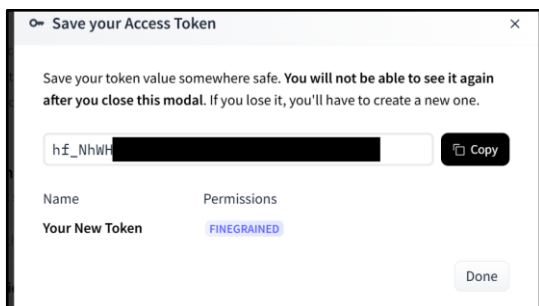 Save your Access Token
Save your token value somewhere safe. You will not be able to see it again
after you close this modal. If you lose it, you'll have to create a new one.
hf_NhWH
Copy
Name Permissions
Your New Token FINEGRAINED
Done